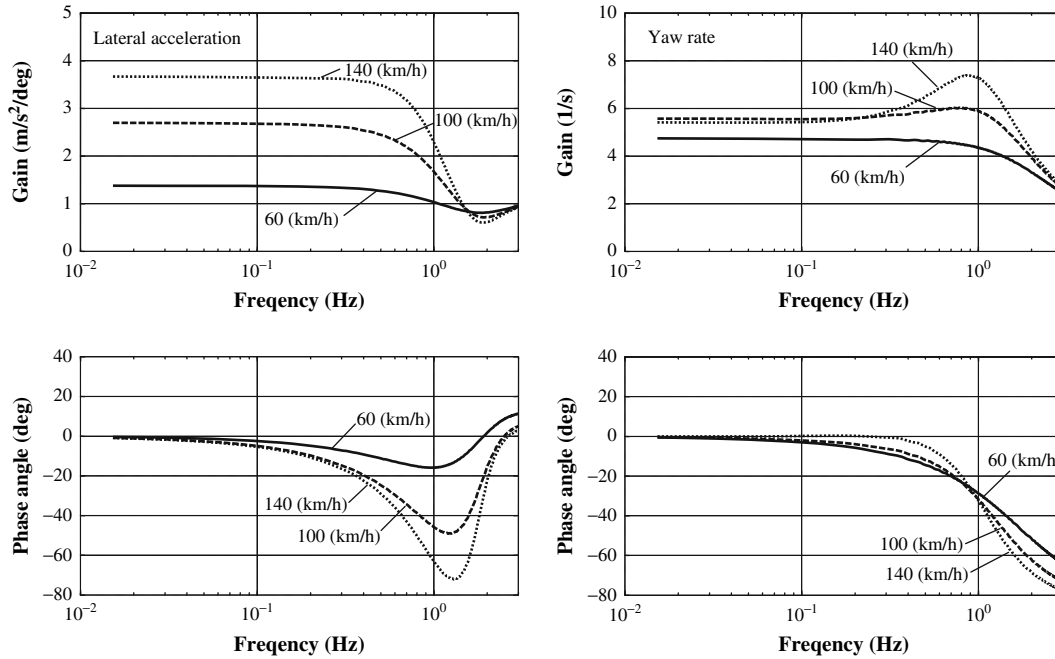 Lateral acceleration
Gain (m/s²/deg)
5
4
3
2
1
0
140 (km/h)
100 (km/h)
60 (km/h)
10⁻²
10⁻¹
10⁰
Freqency (Hz)
Yaw rate
Gain (1/s)
10
8
6
4
2
0
140 (km/h)
100 (km/h)
60 (km/h)
10⁻²
10⁻¹
10⁰
Freqency (Hz)
Phase angle (deg)
40
20
0
−20
−40
−60
−80
60 (km/h)
140 (km/h)
100 (km/h)
10⁻²
10⁻¹
10⁰
Freqency (Hz)
Phase angle (deg)
40
20
0
−20
−40
−60
−80
60 (km/h)
100 (km/h)
140 (km/h)
10⁻²
10⁻¹
10⁰
Freqency (Hz)